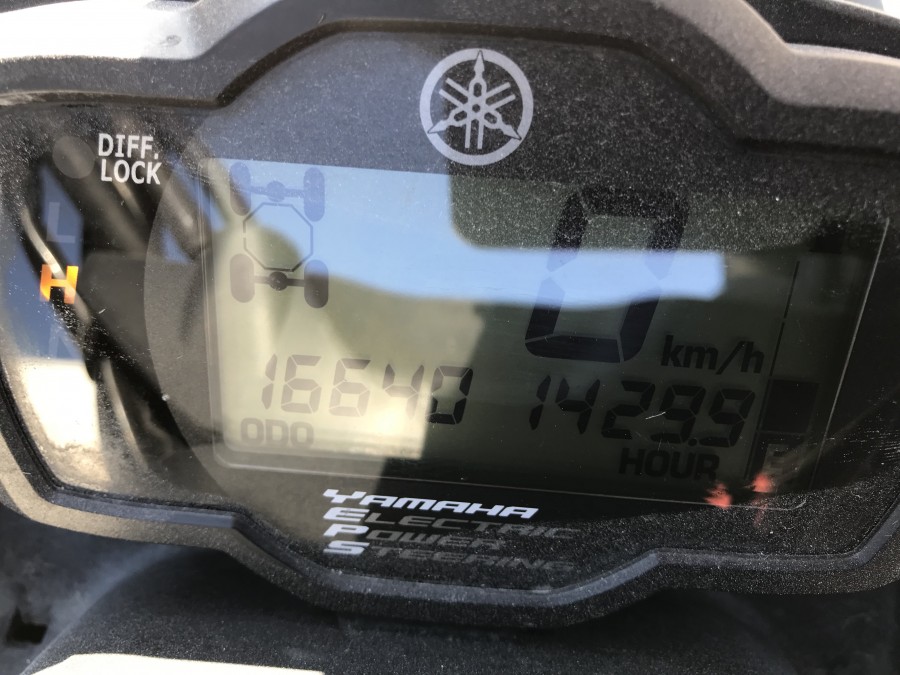 DIFF.
LOCK
L
H
N
0
km/h
16640
1429.9
ODO
HOUR
YAMAHA
ELECTRIC
POWER
STEERING